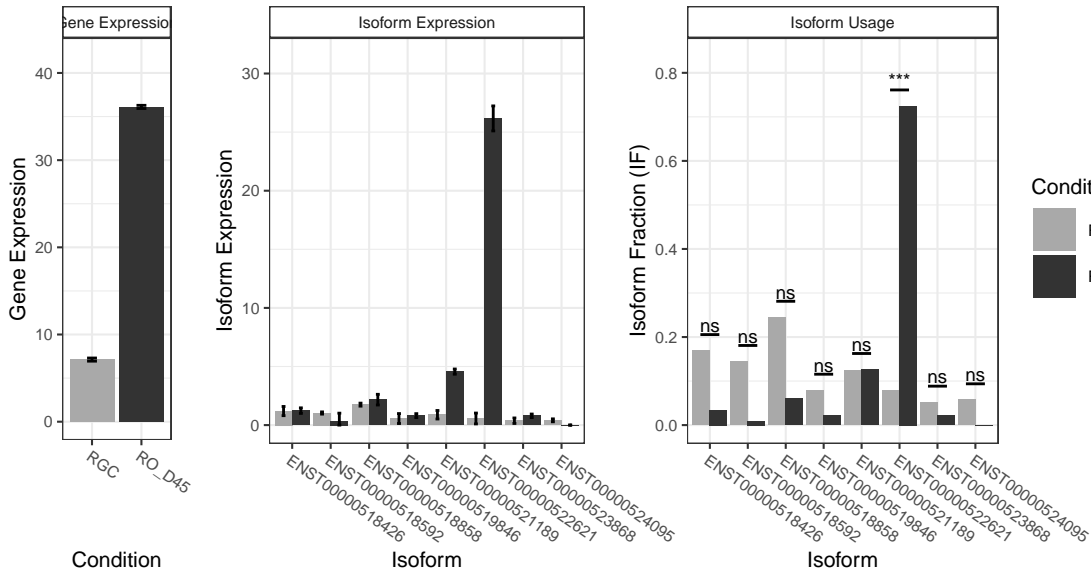 Gene Expression
Isoform Expression
Isoform Usage
Gene Expression
40
30
20
10
0
RGC
RO_D45
Condition
Isoform Expression
30
20
10
0
ENST00000518426
ENST00000518592
ENST00000518858
ENST00000519846
ENST00000521189
ENST00000522621
ENST00000523868
ENST00000524095
Isoform
Isoform Fraction (IF)
0.8
0.6
0.4
0.2
0.0
ns
ns
ns
ns
ns
***
ns
ns
ENST00000518426
ENST00000518592
ENST00000518858
ENST00000519846
ENST00000521189
ENST00000522621
ENST00000523868
ENST00000524095
Isoform
Condit